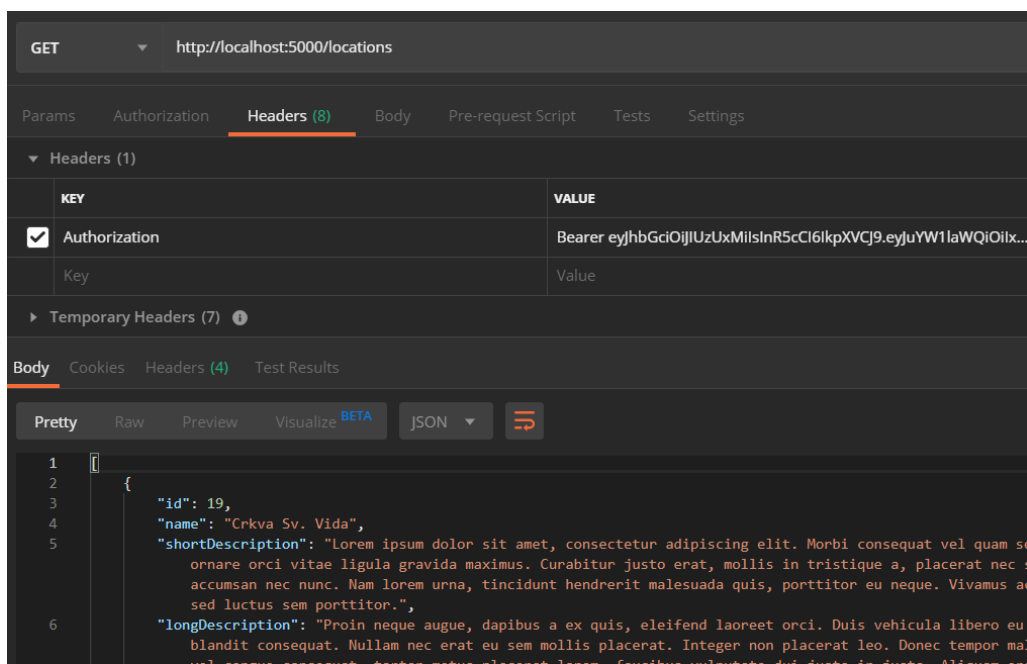 GET http://localhost:5000/locations
Params Authorization Headers (8) Body Pre-request Script Tests Settings
Headers (1)
KEY VALUE
Authorization Bearer eyJhbGciOiJIUzUxMiIsInR5cCI6IkpXVCJ9.eyJuYW1laWQiOiIx...
Key Value
Temporary Headers (7)
Body Cookies Headers (4) Test Results
Pretty Raw Preview Visualize BETA JSON
1 [
2 {
3 "id": 19,
4 "name": "Crkva Sv. Vida",
5 "shortDescription": "Lorem ipsum dolor sit amet, consectetur adipiscing elit. Morbi consequat vel quam
ornare orci vitae ligula gravida maximus. Curabitur justo erat, mollis in tristique a, placerat nec
accumsan nec nunc. Nam lorem urna, tincidunt hendrerit malesuada quis, porttitor eu neque. Vivamus
sed luctus sem porttitor.",
6 "longDescription": "Proin neque augue, dapibus a ex quis, eleifend laoreet orci. Duis vehicula libero eu
blandit consequat. Nullam nec erat eu sem mollis placerat. Integer non placerat leo. Donec tempor